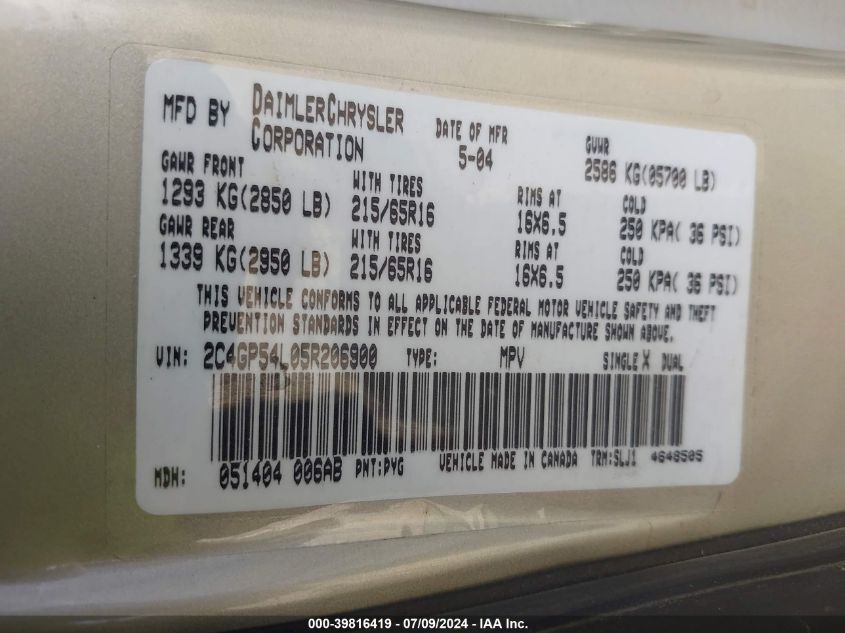 MFD BY DAIMLERCHRYSLER CORPORATION DATE OF MFR 5-04 GVWR 2586 KG(05700 LB)
GAWR FRONT WITH TIRES RIMS AT COLD
1293 KG(2850 LB) 215/65R16 16X6.5 250 KPA( 36 PSI)
GAWR REAR WITH TIRES RIMS AT COLD
1339 KG(2950 LB) 215/65R16 16X6.5 250 KPA( 36 PSI)
THIS VEHICLE CONFORMS TO ALL APPLICABLE FEDERAL MOTOR VEHICLE SAFETY AND THEFT
PREVENTION STANDARDS IN EFFECT ON THE DATE OF MANUFACTURE SHOWN ABOVE.
VIN: 2C4GP54L05R206900 TYPE: MPV SINGLE X DUAL
MDH: 051404 006AB PNT:PYG VEHICLE MADE IN CANADA TRM:SLJ1 4648505
000-39816419 - 07/09/2024 - IAA Inc.